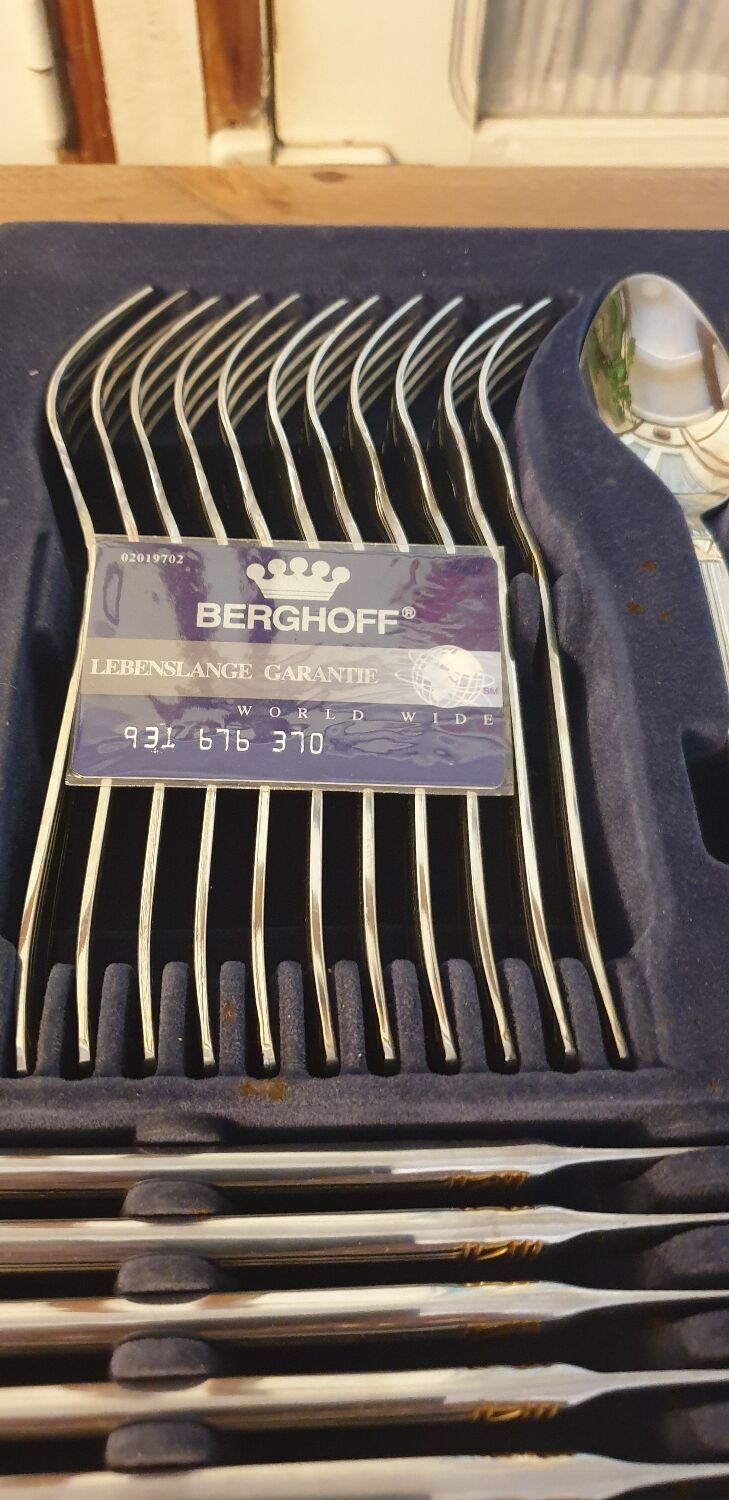 02019702
BERGHOFF®
LEBENSLANGE GARANTIE
SM
WORLD WIDE
931 676 370